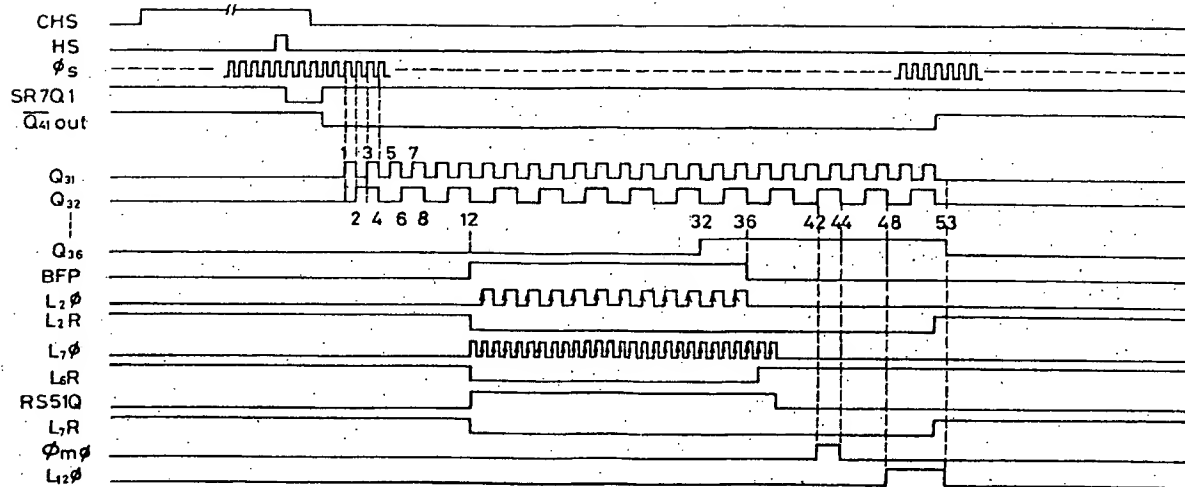 CHS
HS
ϕs
SR7Q1
Q̅₄₁ out
1 3 5 7
Q₃₁
Q₃₂
2 4 6 8 12 32 36 42 44 48 53
Q₃₆
BFP
L₂ϕ
L₂R
L₇ϕ
L₆R
RS51Q
L₇R
ϕmϕ
L₁₂ϕ